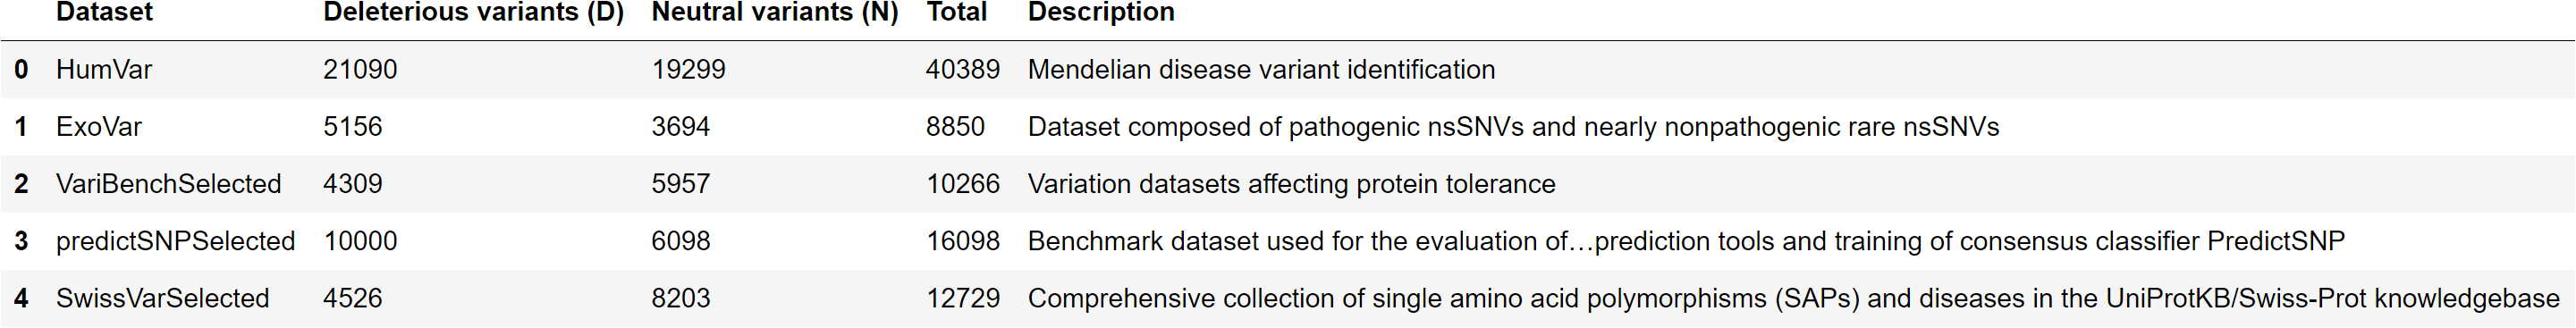 Dataset Deleterious variants (D) Neutral variants (N) Total Description
0 HumVar 21090 19299 40389 Mendelian disease variant identification
1 ExoVar 5156 3694 8850 Dataset composed of pathogenic nsSNVs and nearly nonpathogenic rare nsSNVs
2 VariBenchSelected 4309 5957 10266 Variation datasets affecting protein tolerance
3 predictSNPSelected 10000 6098 16098 Benchmark dataset used for the evaluation of…prediction tools and training of consensus classifier PredictSNP
4 SwissVarSelected 4526 8203 12729 Comprehensive collection of single amino acid polymorphisms (SAPs) and diseases in the UniProtKB/Swiss-Prot knowledgebase